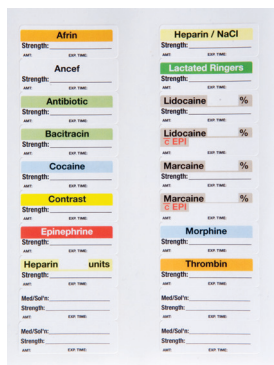 Afrin
Strength:
AMT: EXP. TIME:
Ancef
Strength:
AMT: EXP. TIME:
Antibiotic
Strength:
AMT: EXP. TIME:
Bacitracin
Strength:
AMT: EXP. TIME:
Cocaine
Strength:
AMT: EXP. TIME:
Contrast
Strength:
AMT: EXP. TIME:
Epinephrine
Strength:
AMT: EXP. TIME:
Heparin units
Strength:
AMT: EXP. TIME:
Med/Sol'n:
Strength:
AMT: EXP. TIME:
Med/Sol'n:
Strength:
AMT: EXP. TIME:
Heparin / NaCl
Strength:
AMT: EXP. TIME:
Lactated Ringers
Strength:
AMT: EXP. TIME:
Lidocaine %
Strength:
AMT: EXP. TIME:
Lidocaine %
c̄ EPI
Strength:
AMT: EXP. TIME:
Marcaine %
Strength:
AMT: EXP. TIME:
Marcaine %
c̄ EPI
Strength:
AMT: EXP. TIME:
Morphine
Strength:
AMT: EXP. TIME:
Thrombin
Strength:
AMT: EXP. TIME:
Med/Sol'n:
Strength:
AMT: EXP. TIME:
Med/Sol'n:
Strength:
AMT: EXP. TIME: